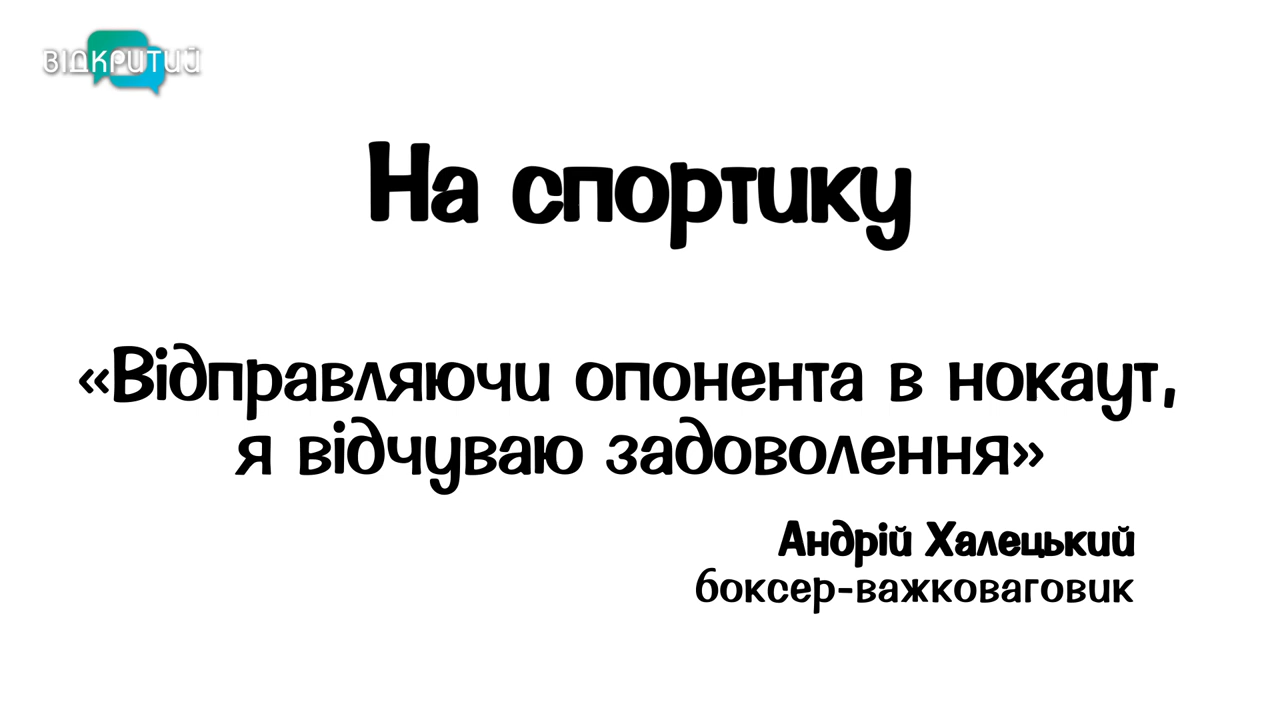 ВІДКРИТИЙ
На спортику
«Відправляючи опонента в нокаут,
я відчуваю задоволення»
Андрій Халецький
боксер-важковаговик